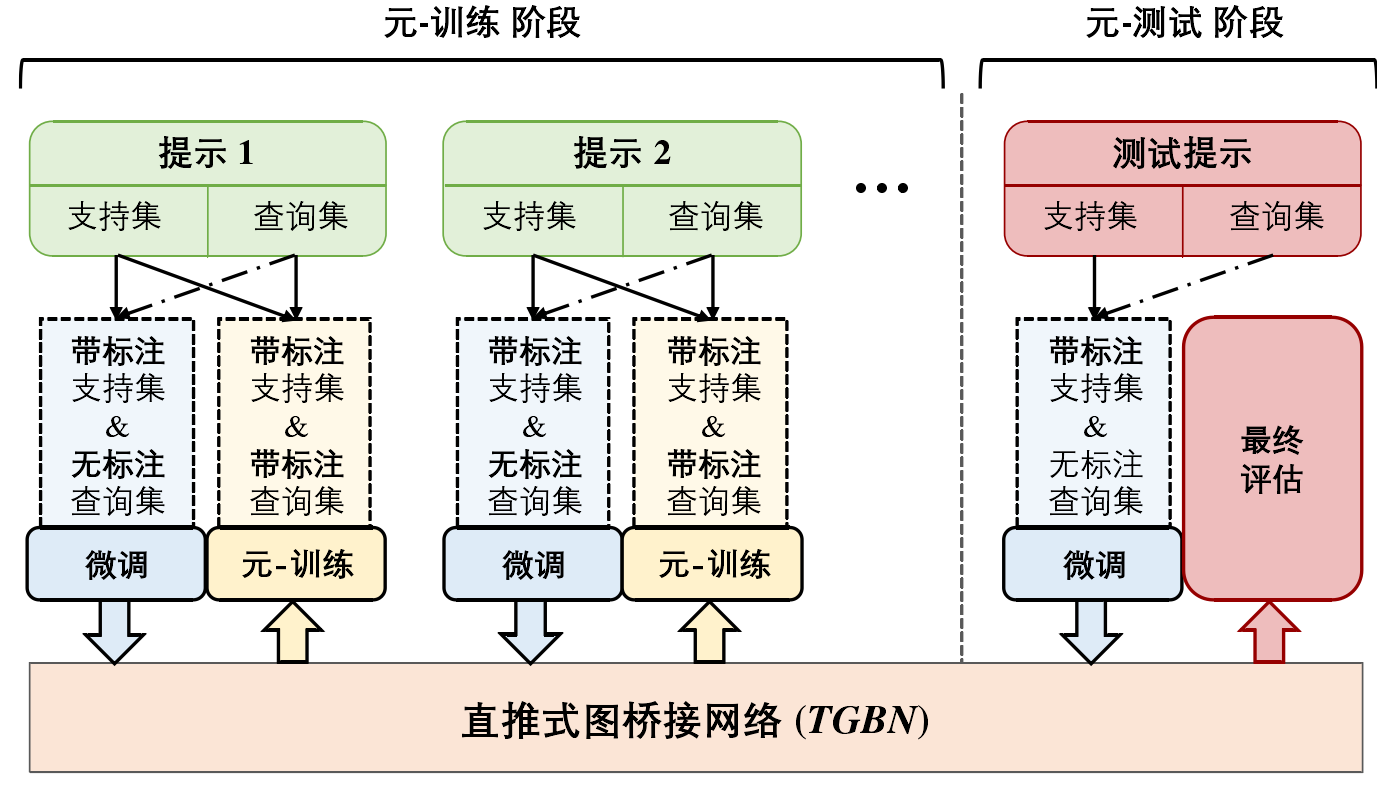 元-训练 阶段
元-测试 阶段
提示 1
支持集
查询集
提示 2
支持集
查询集
•••
测试提示
支持集
查询集
带标注
支持集
&
无标注
查询集
微调
带标注
支持集
&
带标注
查询集
元-训练
带标注
支持集
&
无标注
查询集
微调
带标注
支持集
&
带标注
查询集
元-训练
带标注
支持集
&
无标注
查询集
微调
最终
评估
直推式图桥接网络 (TGBN)